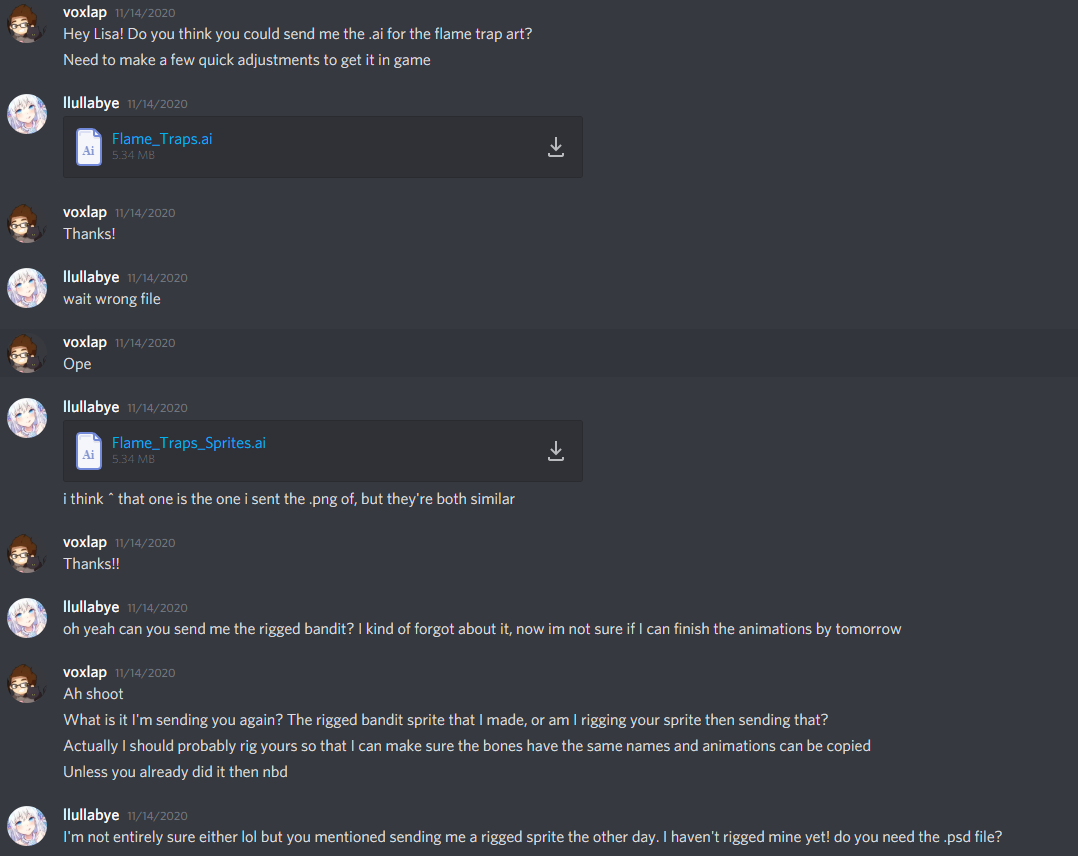 voxlap 11/14/2020
Hey Lisa! Do you think you could send me the .ai for the flame trap art?
Need to make a few quick adjustments to get it in game
llullabye 11/14/2020
Ai
Flame_Traps.ai
5.34 MB
voxlap 11/14/2020
Thanks!
llullabye 11/14/2020
wait wrong file
voxlap 11/14/2020
Ope
llullabye 11/14/2020
Ai
Flame_Traps_Sprites.ai
5.34 MB
i think ^ that one is the one i sent the .png of, but they're both similar
voxlap 11/14/2020
Thanks!!
llullabye 11/14/2020
oh yeah can you send me the rigged bandit? I kind of forgot about it, now im not sure if I can finish the animations by tomorrow
voxlap 11/14/2020
Ah shoot
What is it I'm sending you again? The rigged bandit sprite that I made, or am I rigging your sprite then sending that?
Actually I should probably rig yours so that I can make sure the bones have the same names and animations can be copied
Unless you already did it then nbd
llullabye 11/14/2020
I'm not entirely sure either lol but you mentioned sending me a rigged sprite the other day. I haven't rigged mine yet! do you need the .psd file?